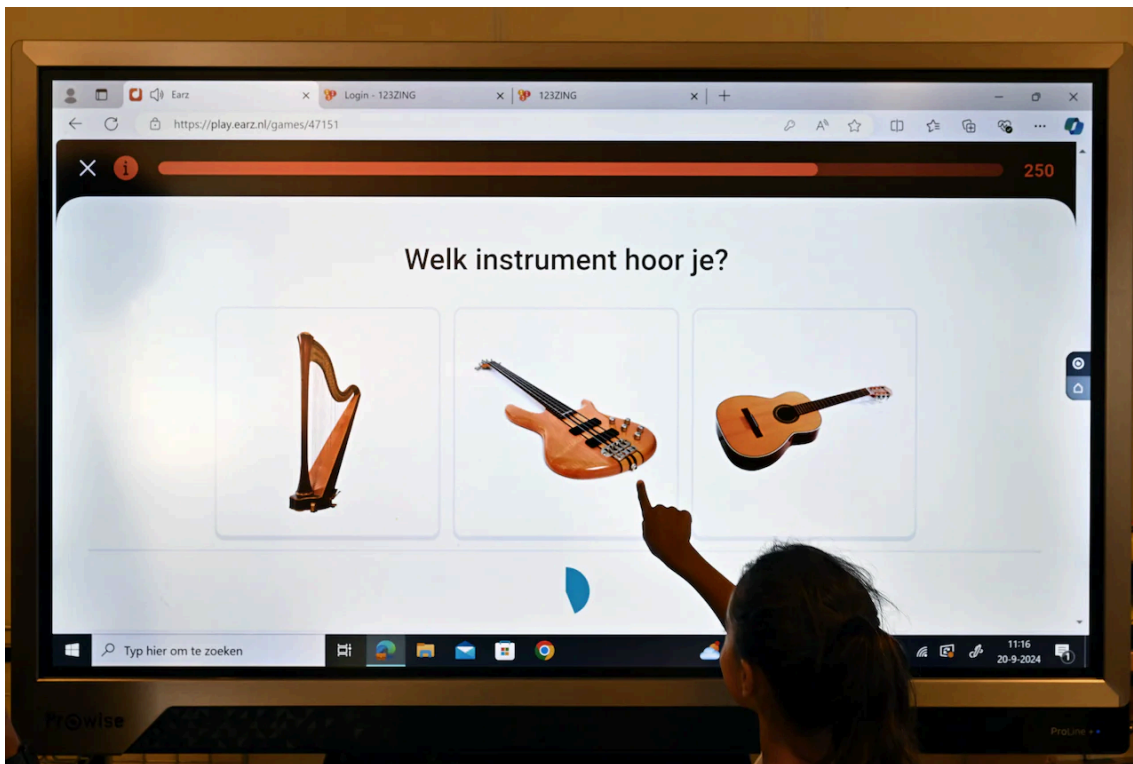 Earz
Login - 123ZING
123ZING
https://play.earz.nl/games/47151
i
250
Welk instrument hoor je?
Typ hier om te zoeken
11:16
20-9-2024
1
Prowise
ProLine